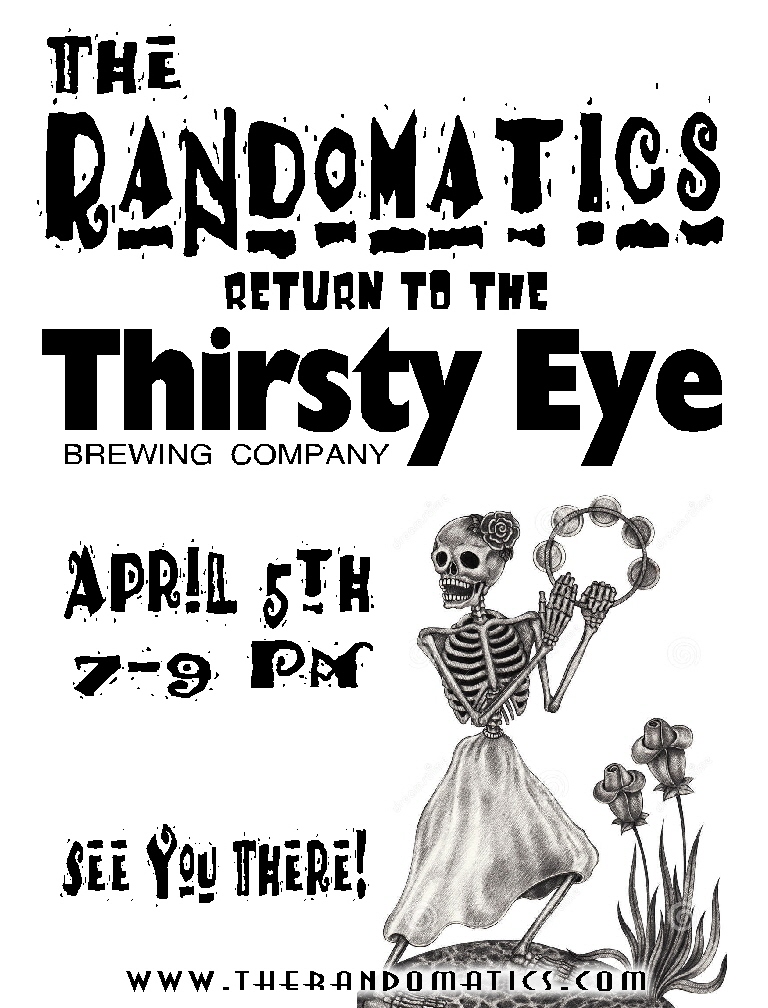 THE
RANDOMATICS
RETURN TO THE
Thirsty Eye
BREWING COMPANY
APRIL 5TH
7-9 PM
SEE YOU THERE!
WWW.THERANDOMATICS.COM